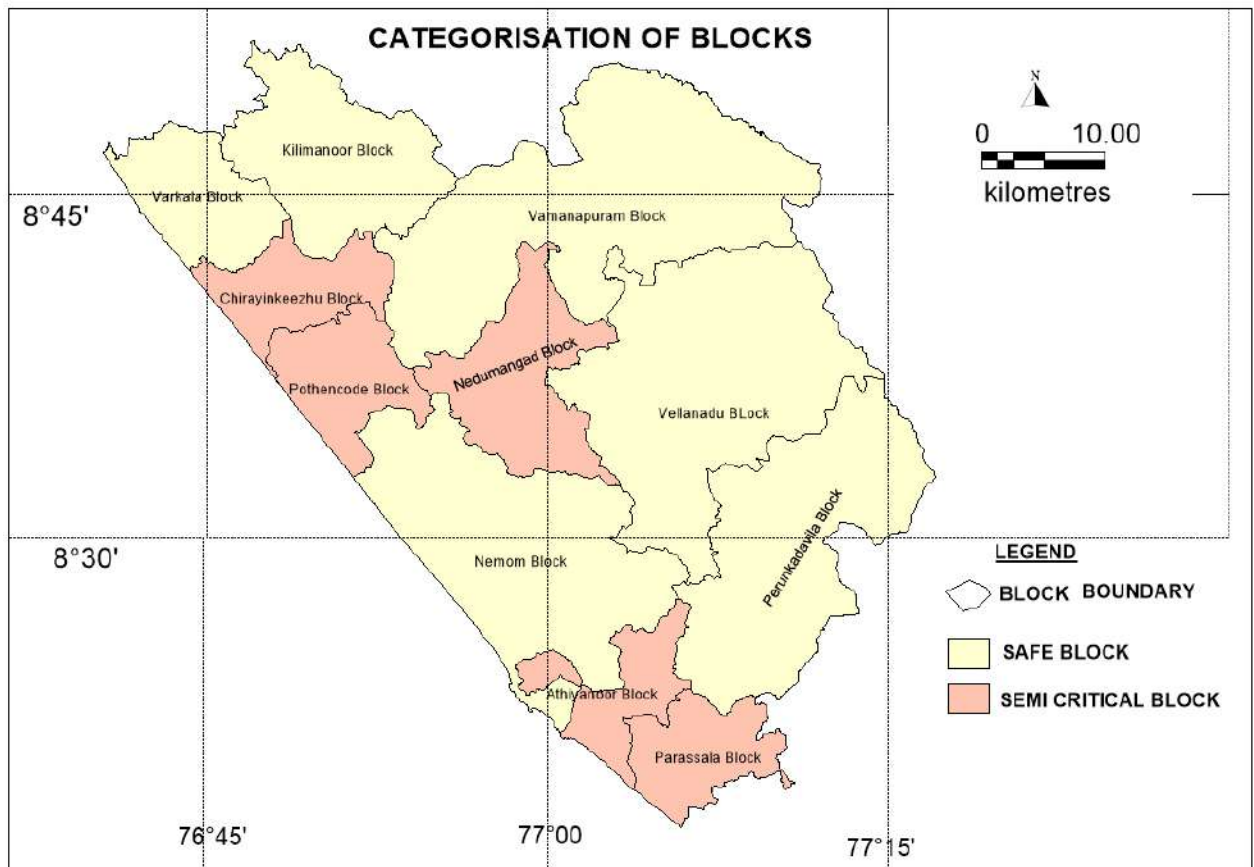 CATEGORISATION OF BLOCKS
N
0 10.00
kilometres
Kilimanoor Block
Varkala Block
8°45'
Vamanapuram Block
Chirayinkeezhu Block
Nedumangad Block
Pothencode Block
Vellanadu BLock
Perunkadavila Block
8°30'
Nemom Block
LEGEND
BLOCK BOUNDARY
SAFE BLOCK
SEMI CRITICAL BLOCK
Athiyanoor Block
Parassala Block
76°45'
77°00
77°15'